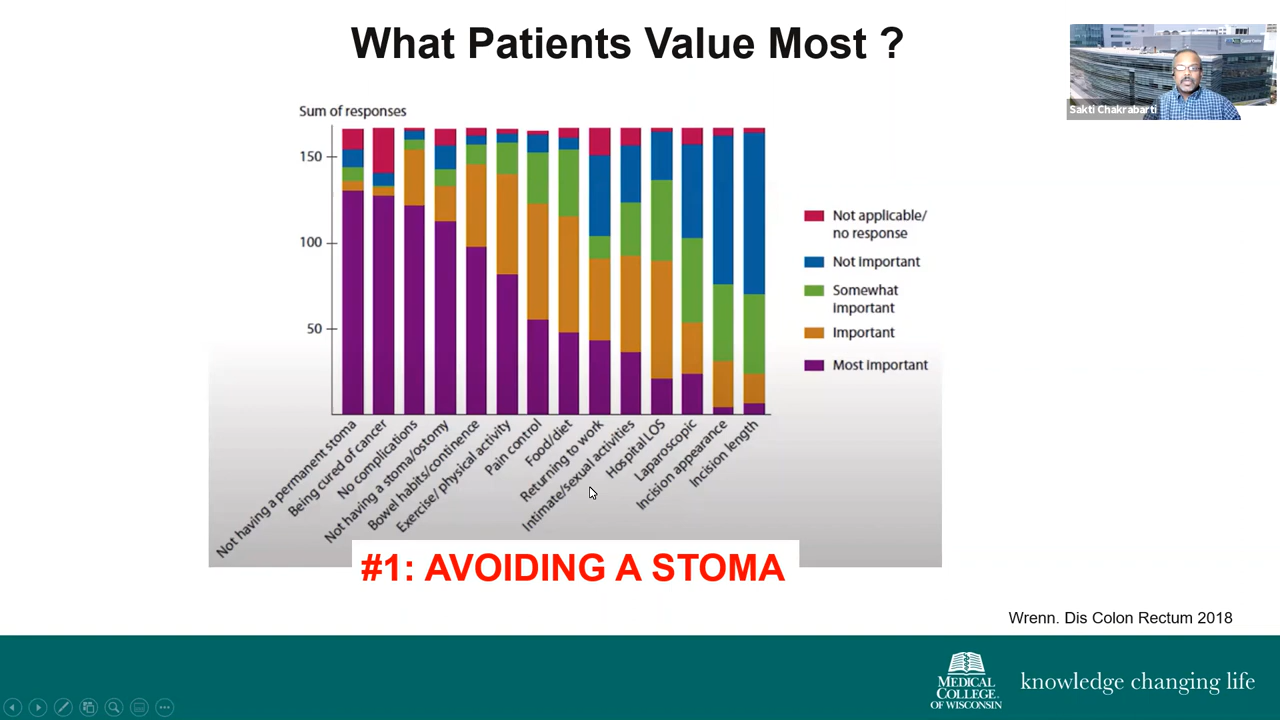 What Patients Value Most ?
Sakti Chakrabarti
Sum of responses
150
100
50
Not applicable/
no response
Not important
Somewhat
important
Important
Most important
Not having a permanent stoma
Being cured of cancer
No complications
Not having a stoma/ostomy
Bowel habits/continence
Exercise/ physical activity
Pain control
Food/diet
Returning to work
Intimate/sexual activities
Hospital LOS
Laparoscopic
Incision appearance
Incision length
#1: AVOIDING A STOMA
Wrenn. Dis Colon Rectum 2018
MEDICAL
COLLEGE
OF WISCONSIN
knowledge changing life